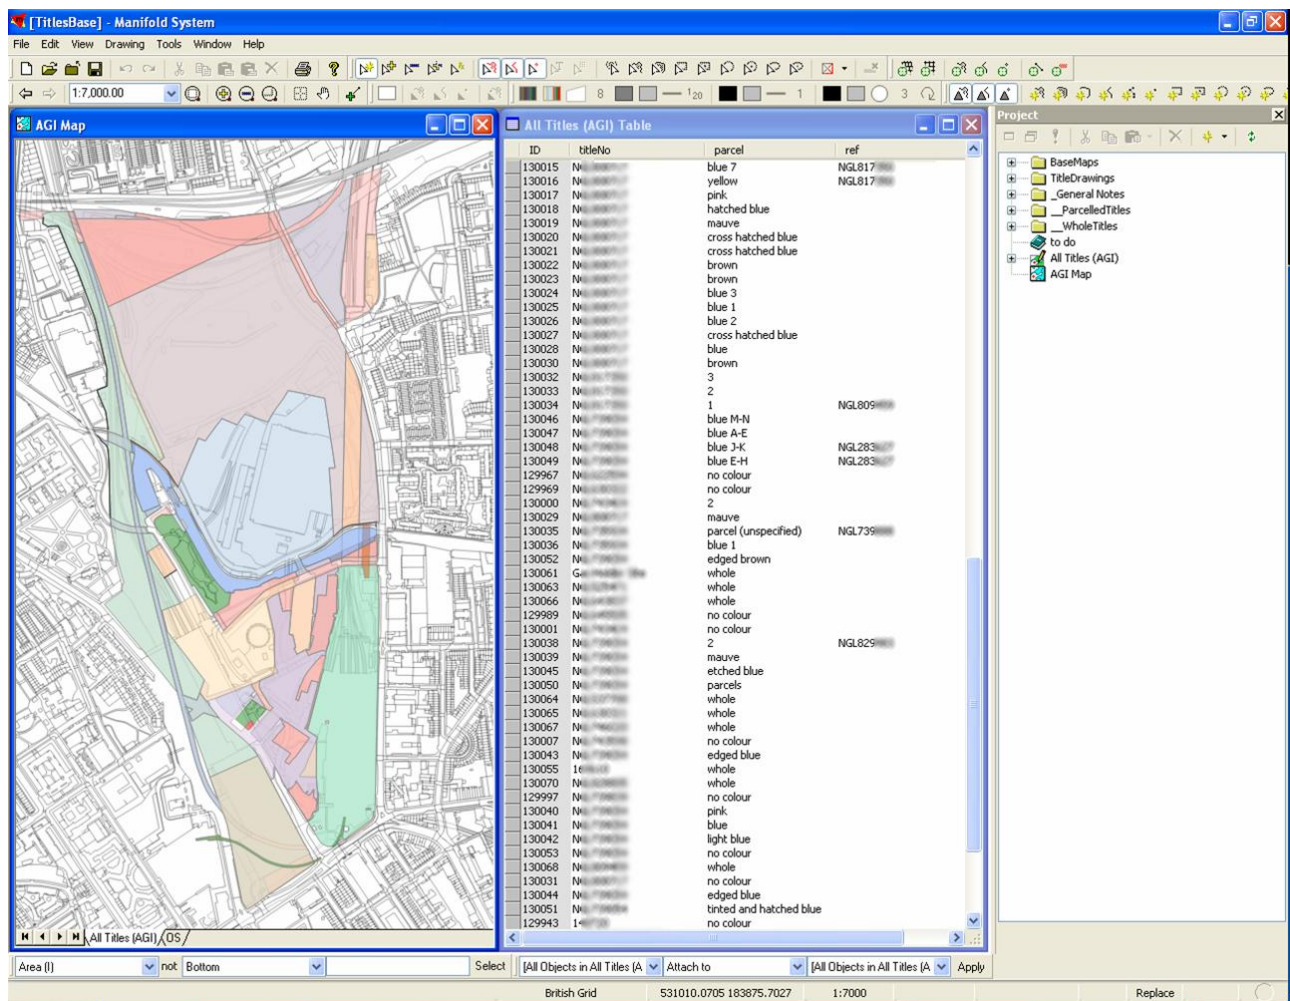 [TitlesBase] - Manifold System
File Edit View Drawing Tools Window Help
1:7,000.00 8 1 20 1 3
AGI Map
All Titles (AGI) Table
Project
ID titleNo parcel ref
130015 blue 7 NGL817
130016 yellow NGL817
130017 pink
130018 hatched blue
130019 mauve
130020 cross hatched blue
130021 cross hatched blue
130022 brown
130023 brown
130024 blue 3
130025 blue 1
130026 blue 2
130027 cross hatched blue
130028 blue
130030 brown
130032 3
130033 2
130034 1 NGL809
130046 blue M-N
130047 blue A-E
130048 blue J-K NGL283
130049 blue E-H NGL283
129967 no colour
129969 no colour
130000 2
130029 mauve
130035 parcel (unspecified) NGL739
130036 blue 1
130052 edged brown
130061 whole
130063 whole
130066 whole
129989 no colour
130001 no colour
130038 2 NGL829
130039 mauve
130045 etched blue
130050 parcels
130064 whole
130065 whole
130067 whole
130007 no colour
130043 edged blue
130055 whole
130070 whole
129997 no colour
130040 pink
130041 blue
130042 light blue
130053 no colour
130068 whole
130031 no colour
130044 edged blue
130051 tinted and hatched blue
129943 no colour
BaseMaps
TitleDrawings
_General Notes
__ParcelledTitles
__WholeTitles
to do
All Titles (AGI)
AGI Map
All Titles (AGI) OS
Area (I) not Bottom Select [All Objects in All Titles (A Attach to [All Objects in All Titles (A Apply
British Grid 531010.0705 183875.7027 1:7000 Replace